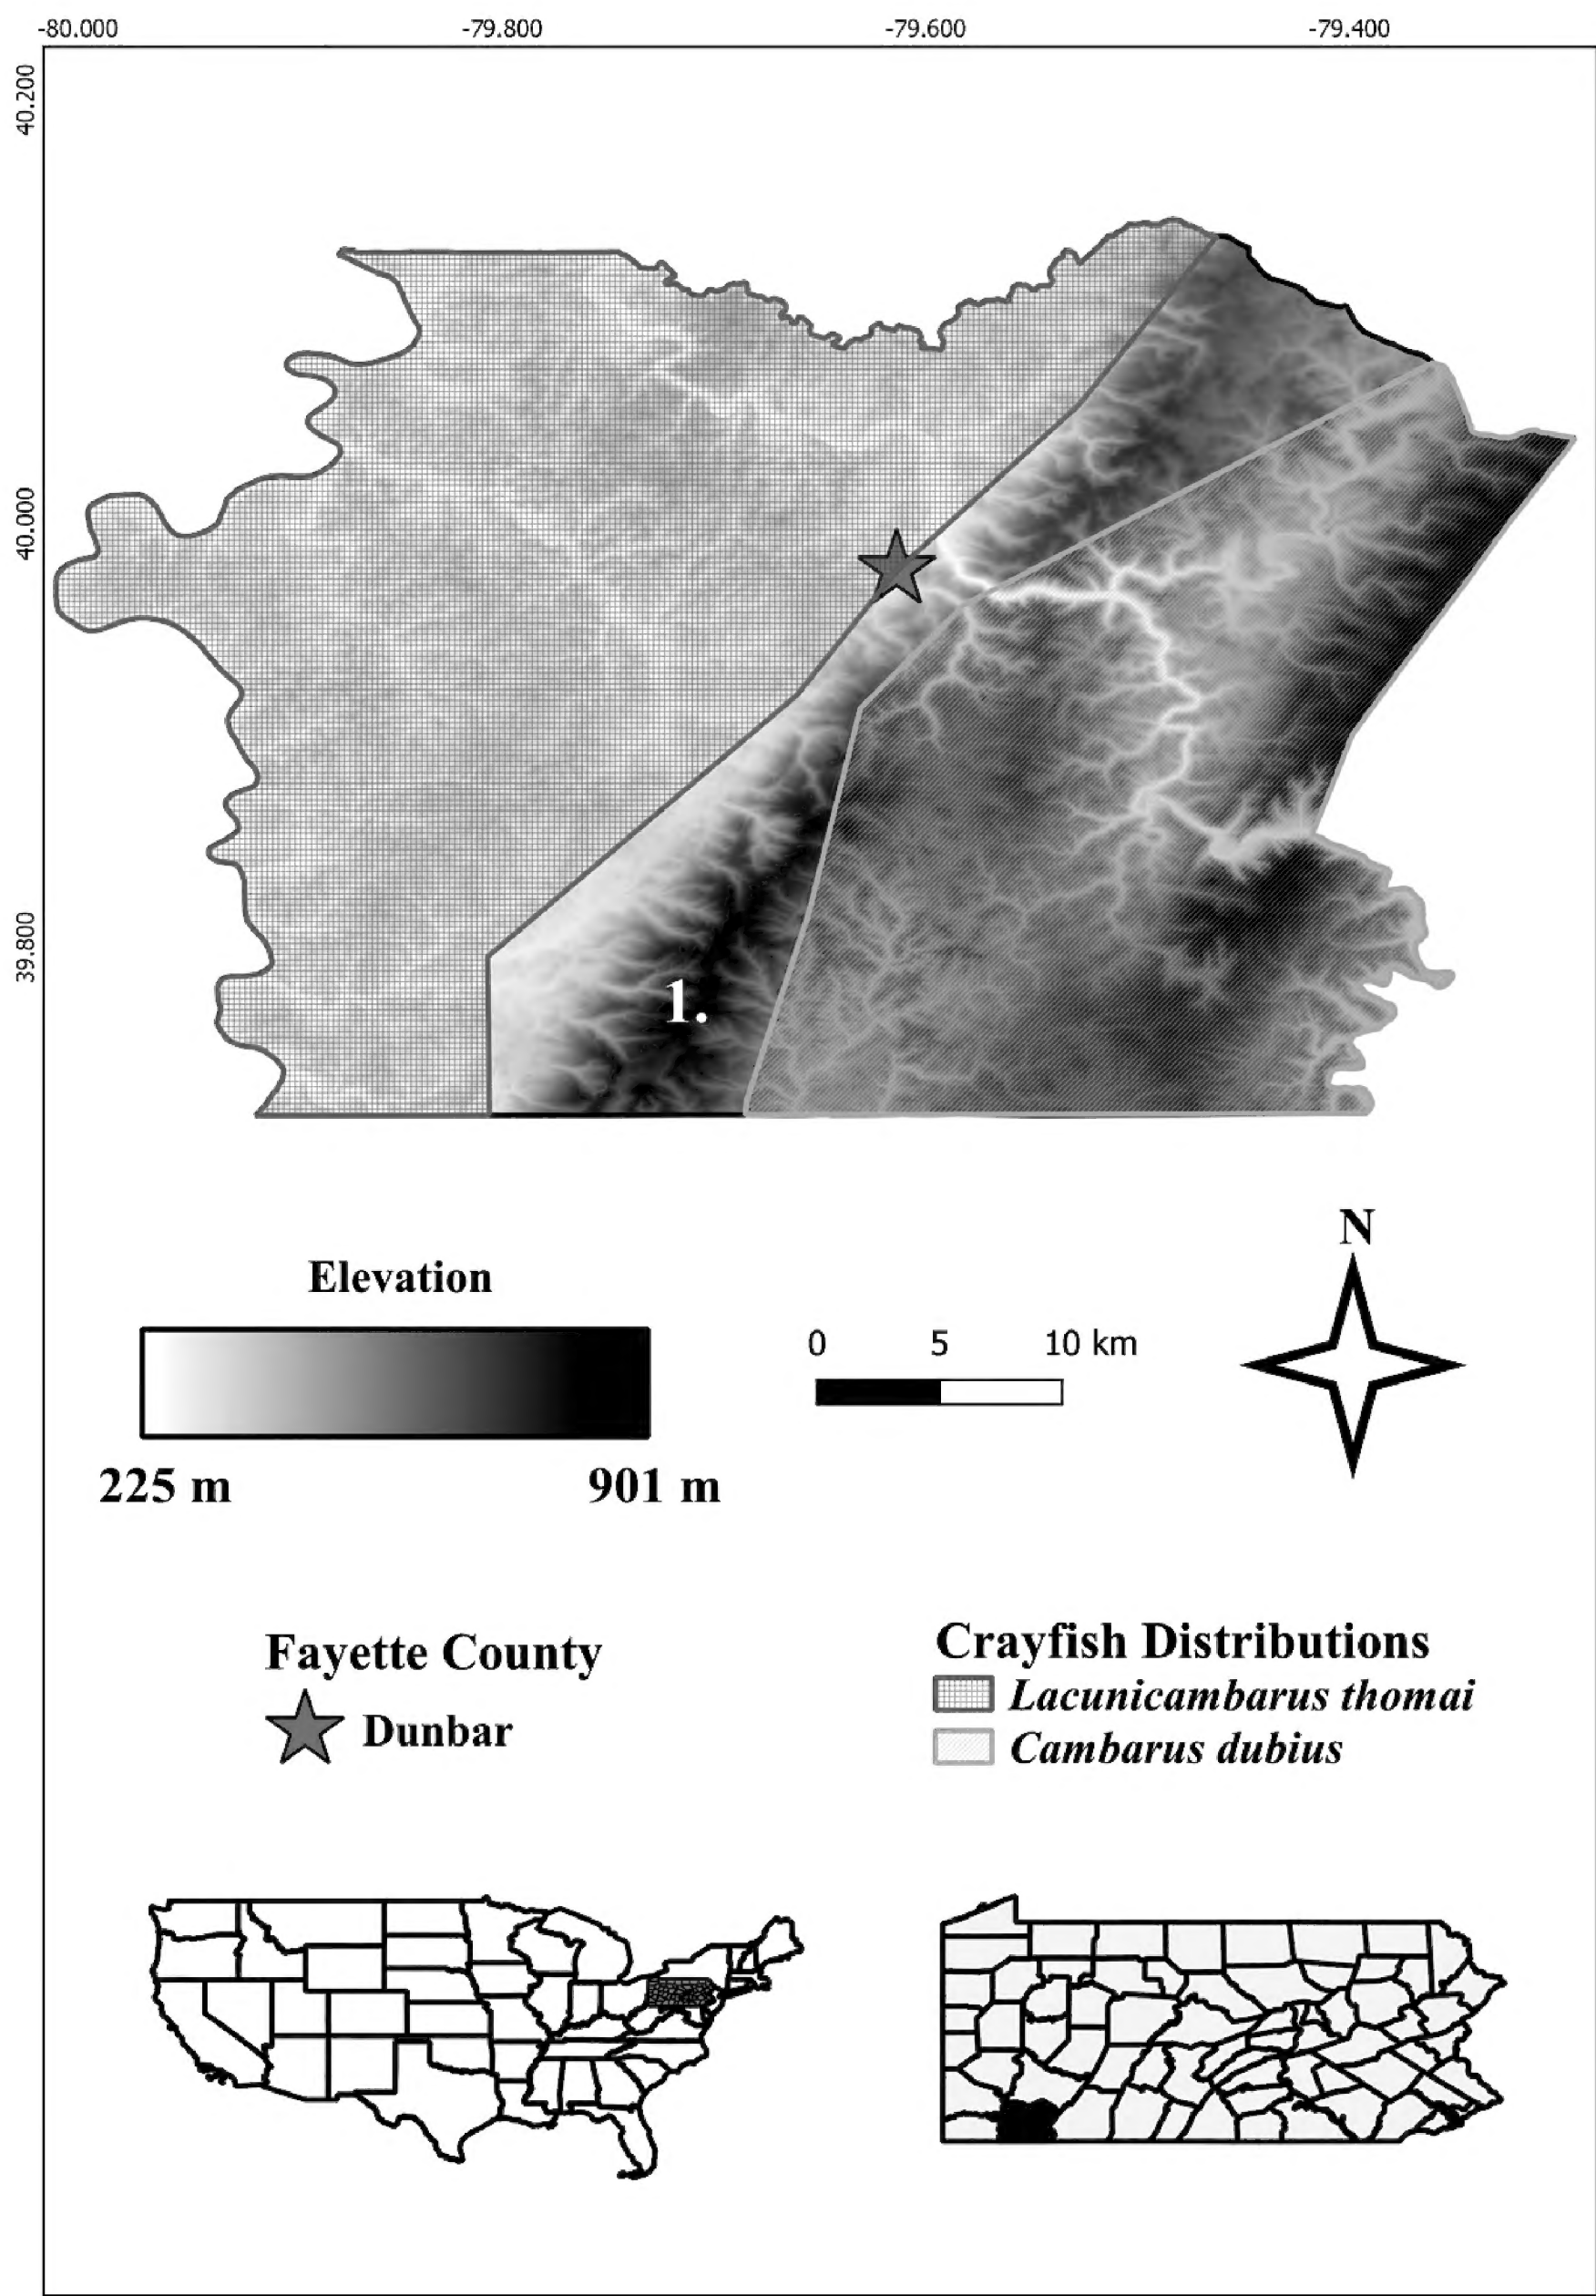 -80.000 -79.800 -79.600 -79.400
40.200
40.000
39.800
1.
N
Elevation
0 5 10 km
225 m 901 m
Fayette County
Dunbar
Crayfish Distributions
Lacunicambarus thomai
Cambarus dubius